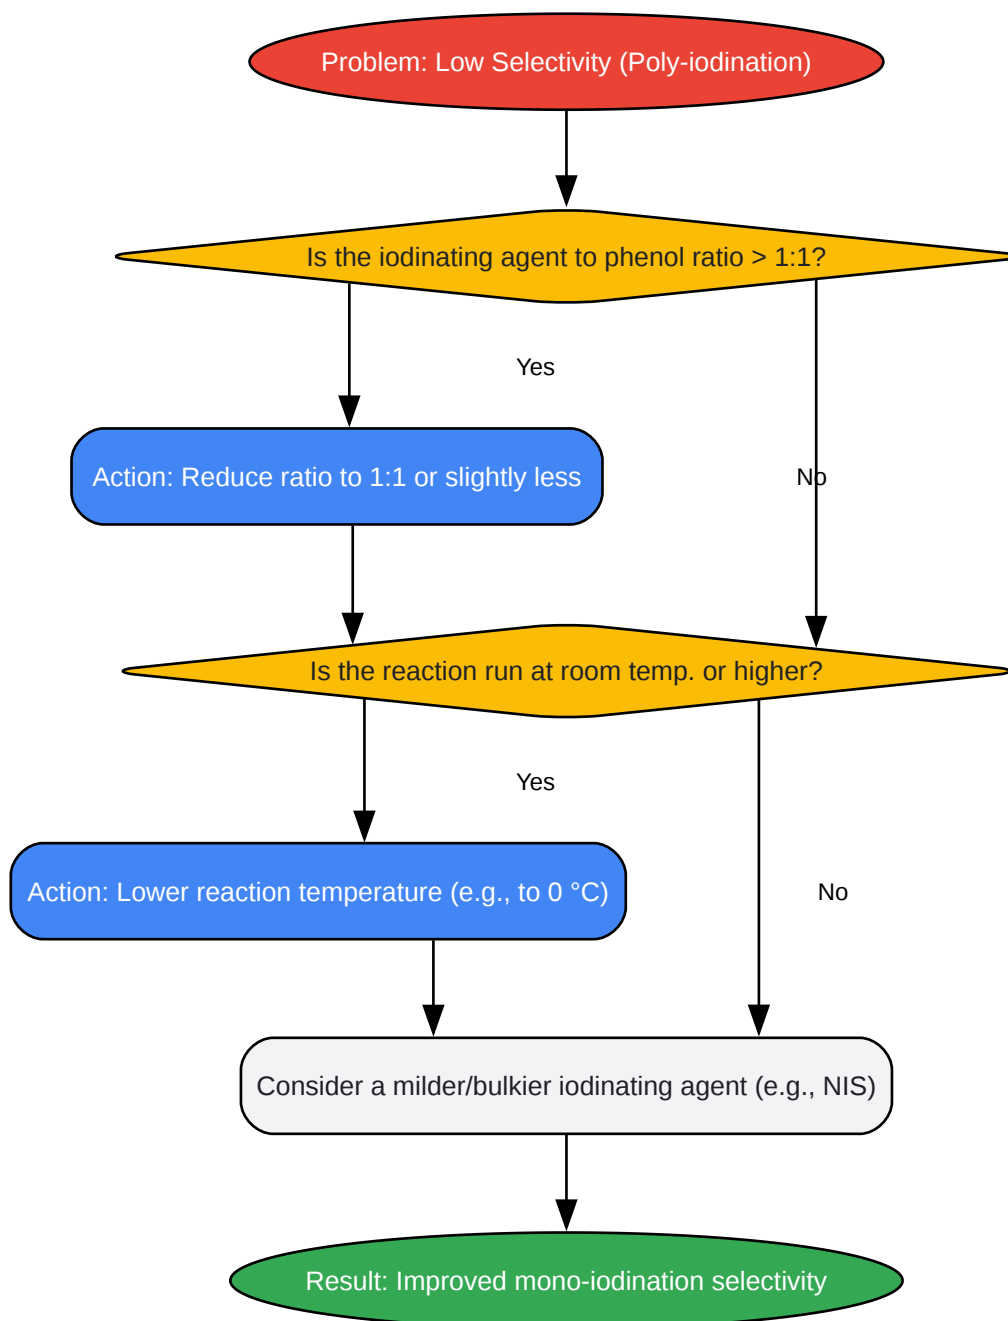 Problem: Low Selectivity (Poly-iodination)
Is the iodinating agent to phenol ratio > 1:1?
Yes
Action: Reduce ratio to 1:1 or slightly less
No
Is the reaction run at room temp. or higher?
Yes
Action: Lower reaction temperature (e.g., to 0 °C)
No
Consider a milder/bulkier iodinating agent (e.g., NIS)
Result: Improved mono-iodination selectivity